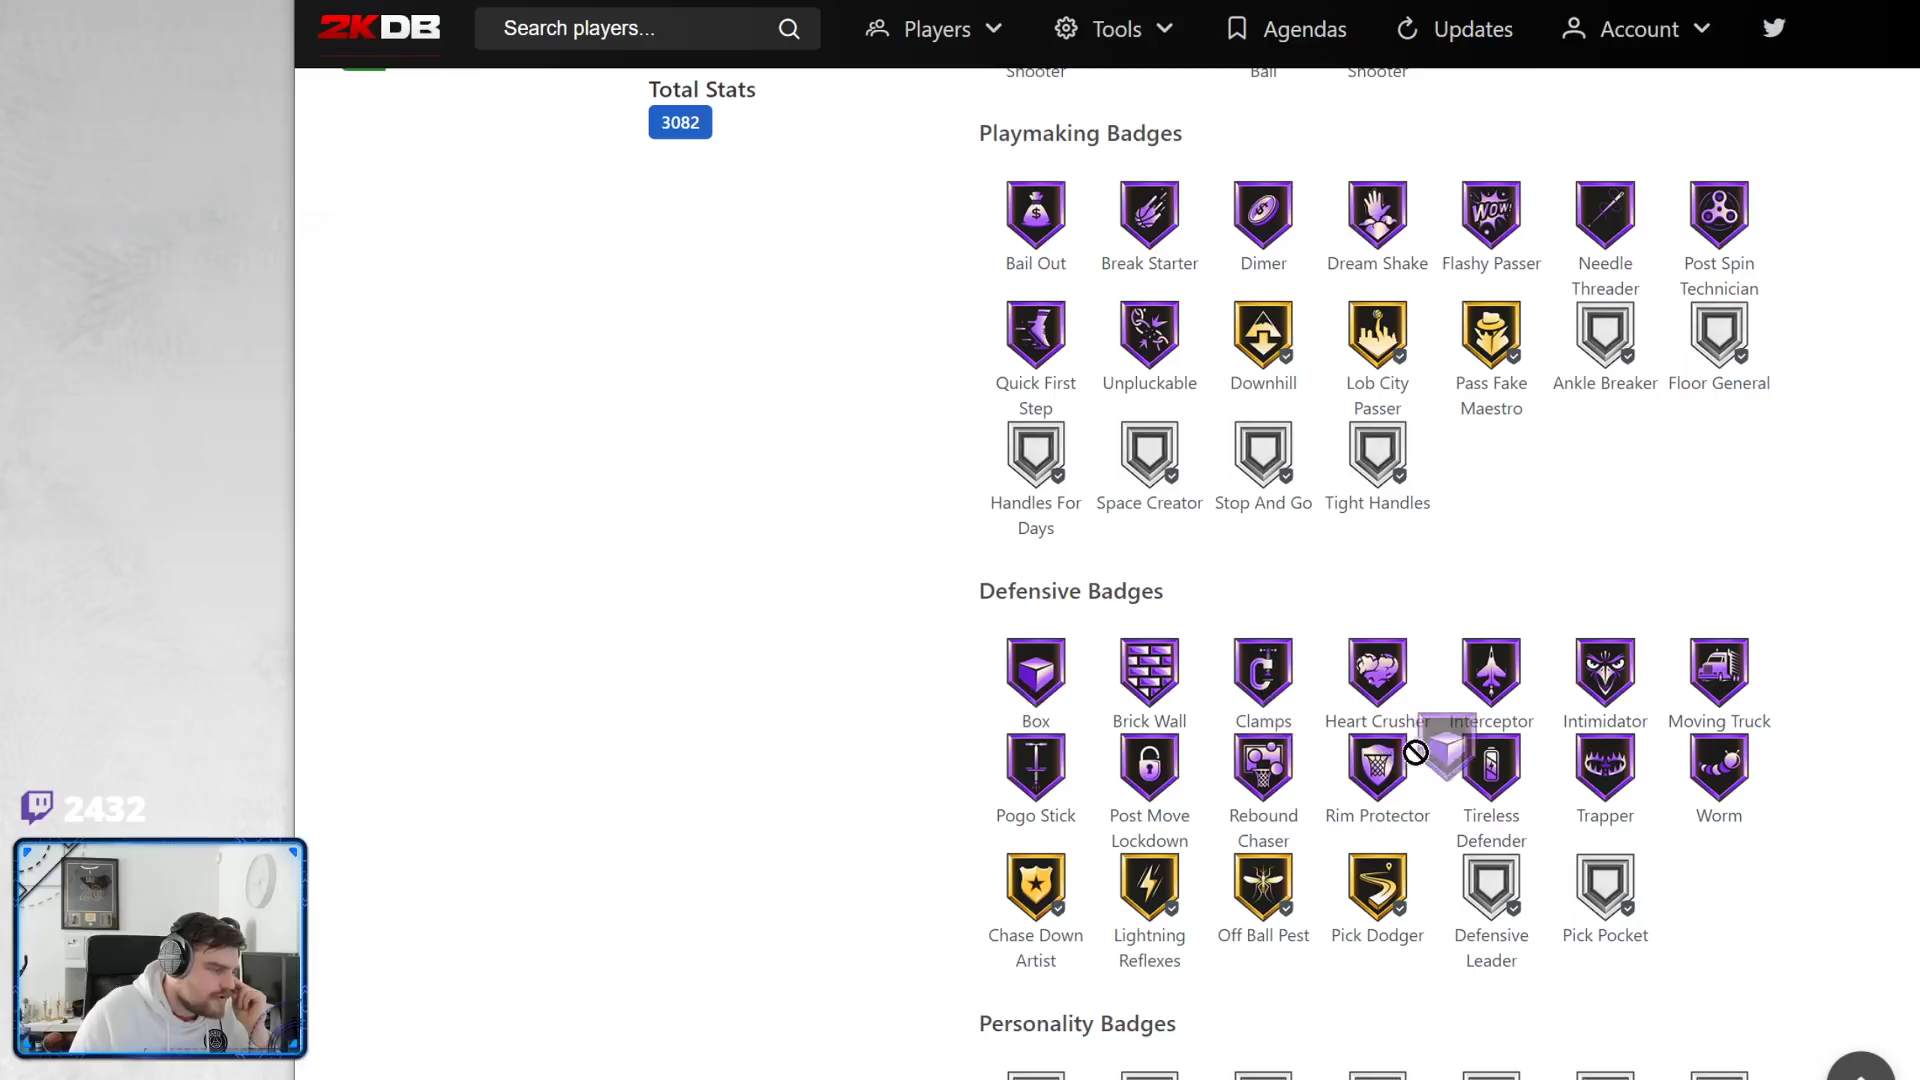 2KDB
Search players...
Players
Tools
Agendas
Updates
Account
Shooter
Ball
Shooter
Total Stats
3082
Playmaking Badges
Bail Out
Break Starter
Dimer
Dream Shake
Flashy Passer
WOW!
Needle
Threader
Post Spin
Technician
Quick First
Step
Unpluckable
Downhill
Lob City
Passer
Pass Fake
Maestro
Ankle Breaker
Floor General
Handles For
Days
Space Creator
Stop And Go
Tight Handles
Defensive Badges
Box
Brick Wall
Clamps
Heart Crusher
Interceptor
Intimidator
Moving Truck
Pogo Stick
Post Move
Lockdown
Rebound
Chaser
Rim Protector
Tireless
Defender
Trapper
Worm
Chase Down
Artist
Lightning
Reflexes
Off Ball Pest
Pick Dodger
Defensive
Leader
Pick Pocket
Personality Badges
2432